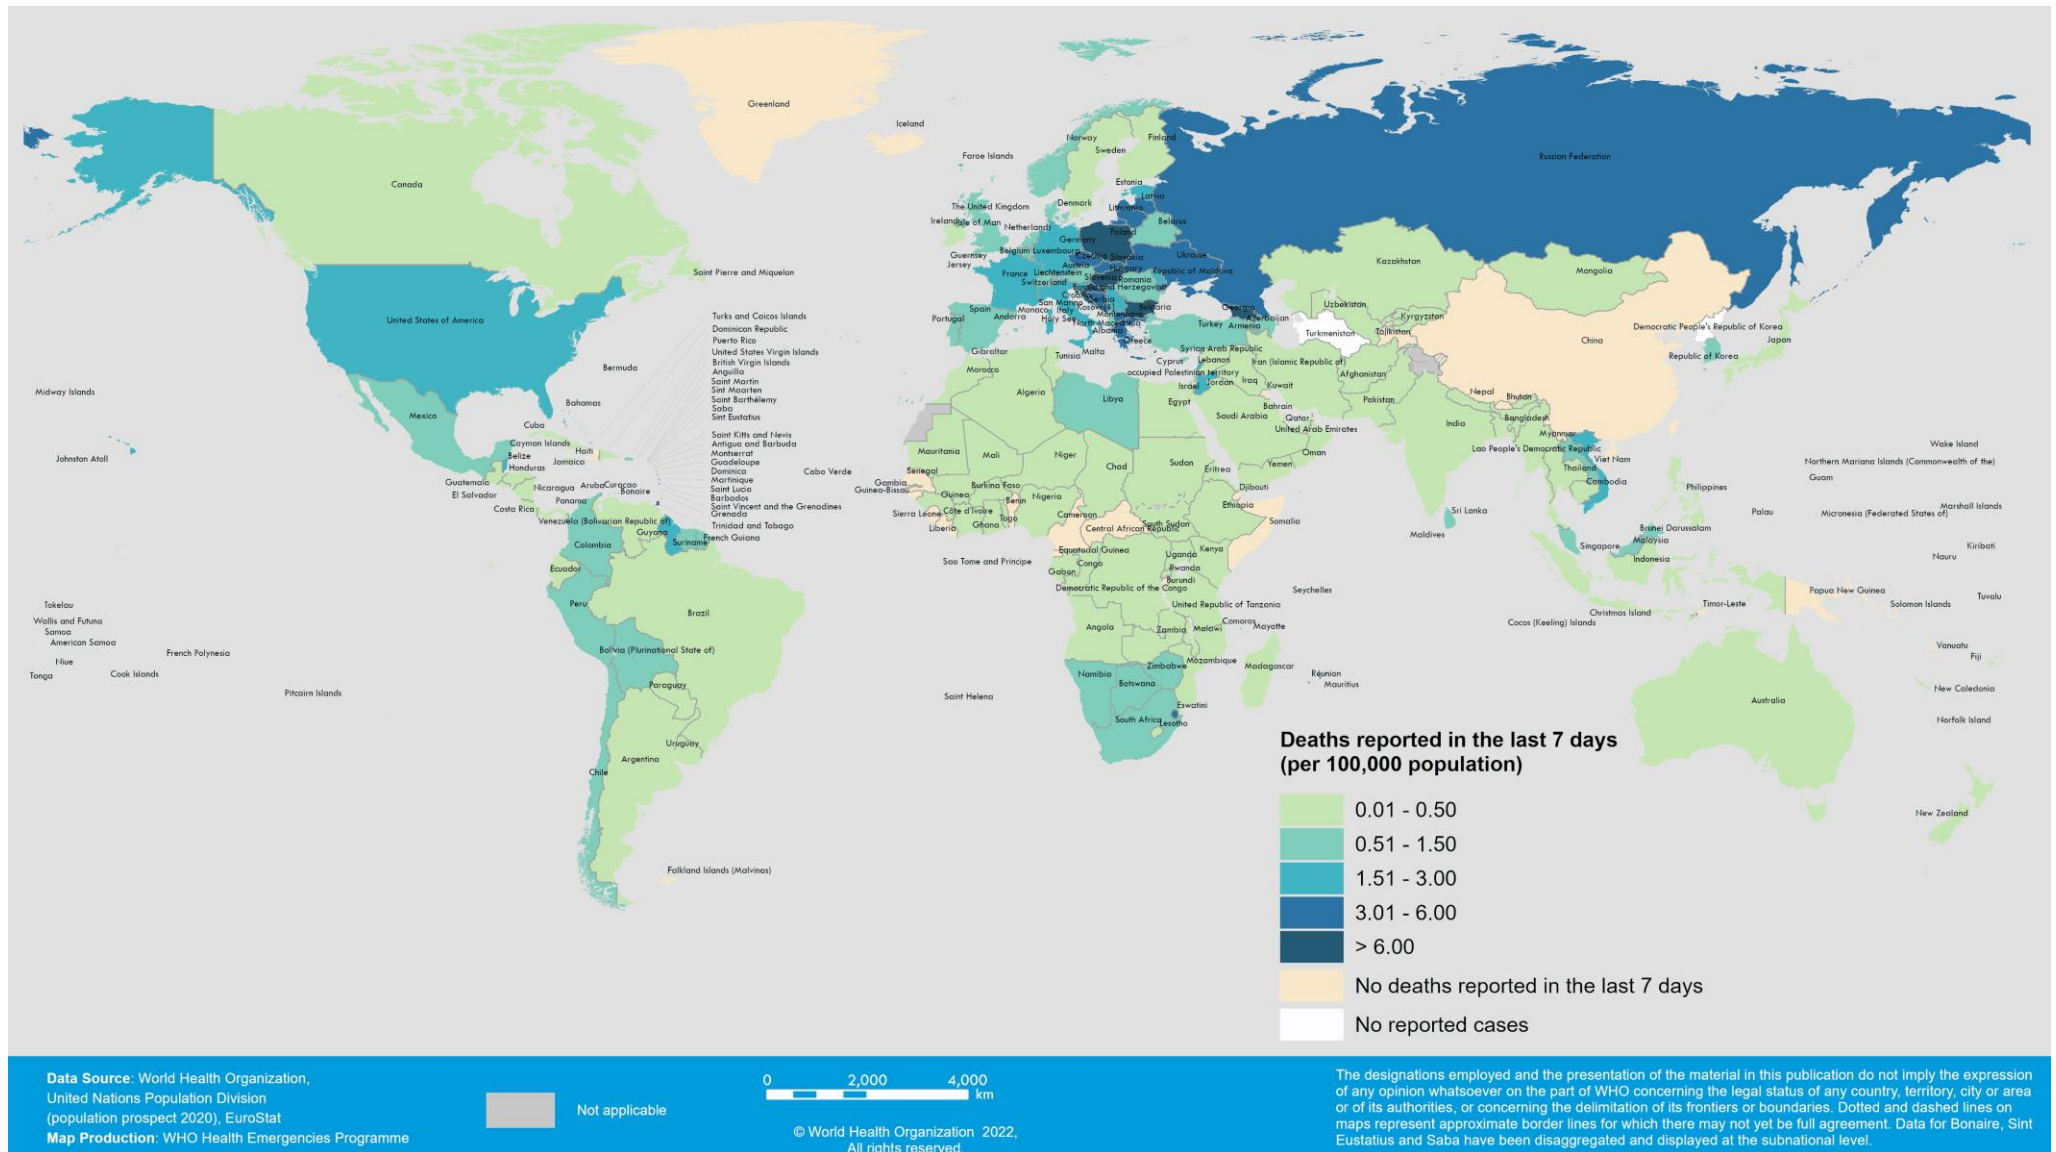 Greenland
Iceland
Faroe Islands
Norway
Sweden
Finland
Russian Federation
Canada
Estonia
Latvia
Lithuania
Denmark
The United Kingdom
Ireland
Isle of Man
Netherlands
Belarus
Germany
Poland
Belgium
Luxembourg
Guernsey
Jersey
Czechia
Slovakia
Ukraine
Austria
Hungary
France
Liechtenstein
Republic of Moldova
Switzerland
Slovenia
Romania
Bosnia and Herzegovina
Croatia
Serbia
San Marino
Kosovo[1]
Spain
Andorra
Monaco
Italy
Bulgaria
Georgia
Portugal
Holy See
Montenegro
North Macedonia
Albania
Turkey
Armenia
Azerbaijan
Greece
Kazakhstan
Mongolia
Uzbekistan
Kyrgyzstan
Tajikistan
Turkmenistan
China
Democratic People's Republic of Korea
Japan
Republic of Korea
Saint Pierre and Miquelon
United States of America
Turks and Caicos Islands
Dominican Republic
Puerto Rico
United States Virgin Islands
British Virgin Islands
Anguilla
Saint Martin
Sint Maarten
Saint Barthélemy
Saba
Sint Eustatius
Saint Kitts and Nevis
Antigua and Barbuda
Montserrat
Guadeloupe
Dominica
Martinique
Saint Lucia
Barbados
Saint Vincent and the Grenadines
Grenada
Trinidad and Tobago
Bermuda
Midway Islands
Johnston Atoll
Mexico
Bahamas
Cuba
Cayman Islands
Belize
Haiti
Honduras
Jamaica
Guatemala
El Salvador
Nicaragua
Aruba
Curaçao
Bonaire
Panama
Costa Rica
Venezuela (Bolivarian Republic of)
Guyana
Suriname
French Guiana
Colombia
Ecuador
Peru
Brazil
Bolivia (Plurinational State of)
Paraguay
Uruguay
Argentina
Chile
Falkland Islands (Malvinas)
Gibraltar
Tunisia
Malta
Cyprus
Syrian Arab Republic
Lebanon
Iran (Islamic Republic of)
occupied Palestinian territory
Israel
Jordan
Iraq
Kuwait
Afghanistan
Morocco
Algeria
Libya
Egypt
Bahrain
Saudi Arabia
Qatar
United Arab Emirates
Pakistan
Nepal
Bhutan
Bangladesh
India
Myanmar
Lao People's Democratic Republic
Viet Nam
Thailand
Cambodia
Oman
Yemen
Cabo Verde
Mauritania
Mali
Niger
Chad
Sudan
Eritrea
Senegal
Gambia
Guinea-Bissau
Guinea
Burkina Faso
Benin
Nigeria
Djibouti
Ethiopia
Somalia
Sierra Leone
Côte d'Ivoire
Liberia
Ghana
Togo
Cameroon
Central African Republic
South Sudan
Equatorial Guinea
Sao Tome and Principe
Gabon
Congo
Uganda
Kenya
Rwanda
Burundi
Democratic Republic of the Congo
United Republic of Tanzania
Seychelles
Comoros
Mayotte
Angola
Zambia
Malawi
Zimbabwe
Mozambique
Madagascar
Namibia
Botswana
Réunion
Mauritius
South Africa
Lesotho
Eswatini
Saint Helena
Sri Lanka
Maldives
Philippines
Brunei Darussalam
Malaysia
Singapore
Indonesia
Palau
Wake Island
Northern Mariana Islands (Commonwealth of the)
Guam
Marshall Islands
Micronesia (Federated States of)
Kiribati
Nauru
Papua New Guinea
Solomon Islands
Tuvalu
Timor-Leste
Christmas Island
Cocos (Keeling) Islands
Vanuatu
Fiji
New Caledonia
Norfolk Island
Australia
New Zealand
Tokelau
Wallis and Futuna
Samoa
American Samoa
Niue
Tonga
Cook Islands
French Polynesia
Pitcairn Islands
Deaths reported in the last 7 days
(per 100,000 population)
0.01 - 0.50
0.51 - 1.50
1.51 - 3.00
3.01 - 6.00
> 6.00
No deaths reported in the last 7 days
No reported cases
Data Source: World Health Organization,
United Nations Population Division
(population prospect 2020), EuroStat
Map Production: WHO Health Emergencies Programme
Not applicable
0 2,000 4,000
km
© World Health Organization 2022,
All rights reserved.
The designations employed and the presentation of the material in this publication do not imply the expression
of any opinion whatsoever on the part of WHO concerning the legal status of any country, territory, city or area
or of its authorities, or concerning the delimitation of its frontiers or boundaries. Dotted and dashed lines on
maps represent approximate border lines for which there may not yet be full agreement. Data for Bonaire, Sint
Eustatius and Saba have been disaggregated and displayed at the subnational level.